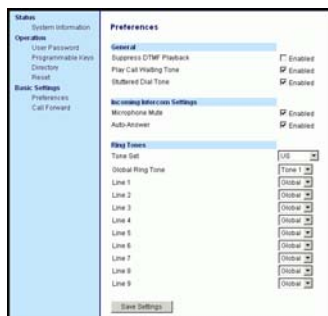 Status
System Information
Operation
User Password
Programmable Keys
Directory
Reset
Basic Settings
Preferences
Call Forward
Preferences
General
Suppress DTMF Playback Enabled
Play Call Waiting Tone Enabled
Stuttered Dial Tone Enabled
Incoming Intercom Settings
Microphone Mute Enabled
Auto-Answer Enabled
Ring Tones
Tone Set US
Global Ring Tone Tone 1
Line 1 Global
Line 2 Global
Line 3 Global
Line 4 Global
Line 5 Global
Line 6 Global
Line 7 Global
Line 8 Global
Line 9 Global
Save Settings